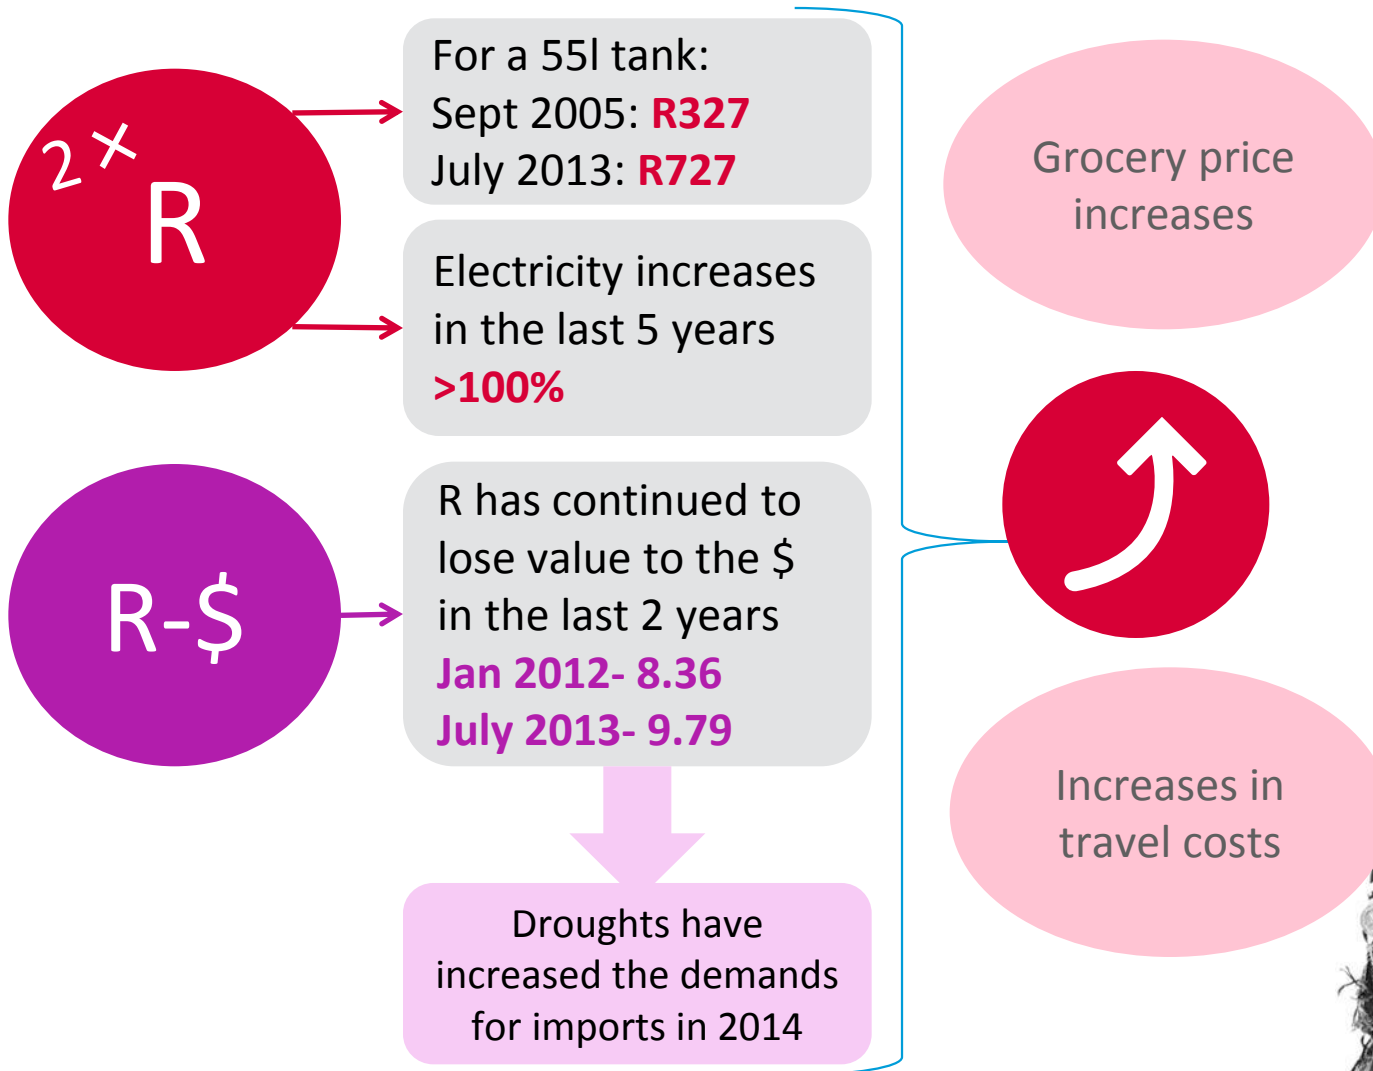 2 ×
R
For a 55l tank:
Sept 2005: R327
July 2013: R727
Electricity increases
in the last 5 years
>100%
R-$
R has continued to
lose value to the $
in the last 2 years
Jan 2012- 8.36
July 2013- 9.79
Droughts have
increased the demands
for imports in 2014
Grocery price
increases
Increases in
travel costs